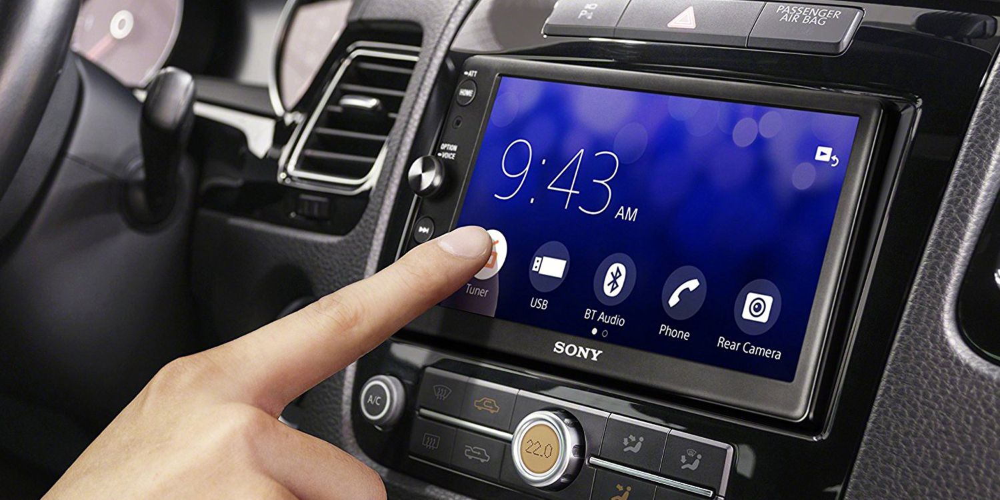 PASSENGER
AIR BAG
P
ATT
HOME
OPTION
VOICE
9:43 AM
Tuner
USB
BT Audio
Phone
Rear Camera
SONY
A/C
22.0